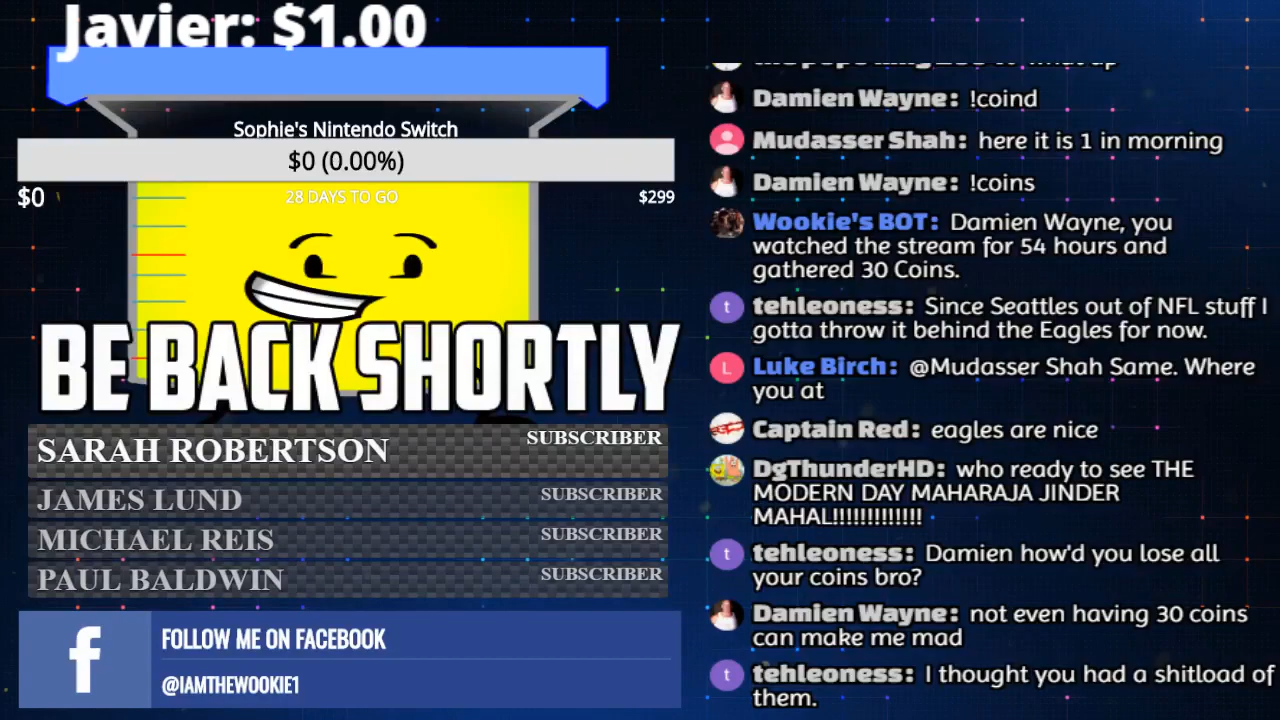 Javier: $1.00
Sophie's Nintendo Switch
$0 (0.00%)
$0
28 DAYS TO GO
$299
BE BACK SHORTLY
SARAH ROBERTSON
SUBSCRIBER
JAMES LUND
SUBSCRIBER
MICHAEL REIS
SUBSCRIBER
PAUL BALDWIN
SUBSCRIBER
f
FOLLOW ME ON FACEBOOK
@IAMTHEWOOKIE1
Damien Wayne: !coind
Mudasser Shah: here it is 1 in morning
Damien Wayne: !coins
Wookie's BOT: Damien Wayne, you
watched the stream for 54 hours and
gathered 30 Coins.
t
tehleoness: Since Seattles out of NFL stuff I
gotta throw it behind the Eagles for now.
L
Luke Birch: @Mudasser Shah Same. Where
you at
Captain Red: eagles are nice
DgThunderHD: who ready to see THE
MODERN DAY MAHARAJA JINDER
MAHAL!!!!!!!!!!!!!
t
tehleoness: Damien how'd you lose all
your coins bro?
Damien Wayne: not even having 30 coins
can make me mad
t
tehleoness: I thought you had a shitload of
them.